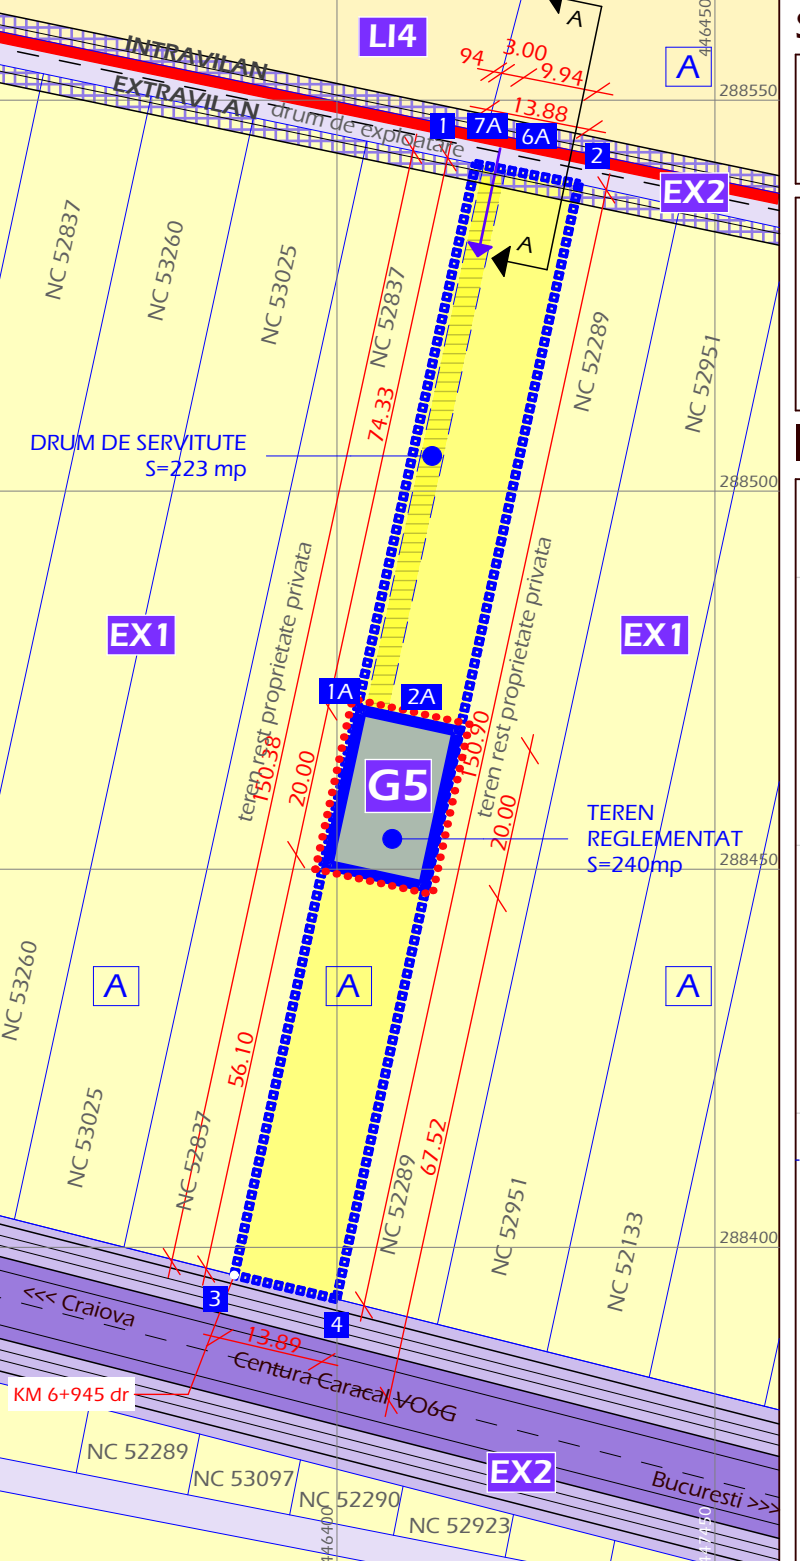 LI4
A
446450
3.00
94
9.94
A
INTRAVILAN
288550
EXTRAVILAN
drum de exploatare
13.88
1
7A
6A
2
EX2
NC 52837
NC 53260
NC 53025
NC 52837
A
NC 52289
NC 52951
74.33
DRUM DE SERVITUTE
S=223 mp
288500
teren rest proprietate privata
teren rest proprietate privata
EX1
EX1
1A
2A
150.38
20.00
150.90
20.00
G5
TEREN
REGLEMENTAT
S=240mp
288450
NC 53260
A
A
A
56.10
NC 53025
NC 52837
67.52
NC 52289
NC 52951
NC 52133
288400
<<< Craiova
3
4
13.89
Centura Caracal VO6G
KM 6+945 dr
NC 52289
NC 53097
NC 52290
NC 52923
EX2
Bucuresti >>>
446400
447450